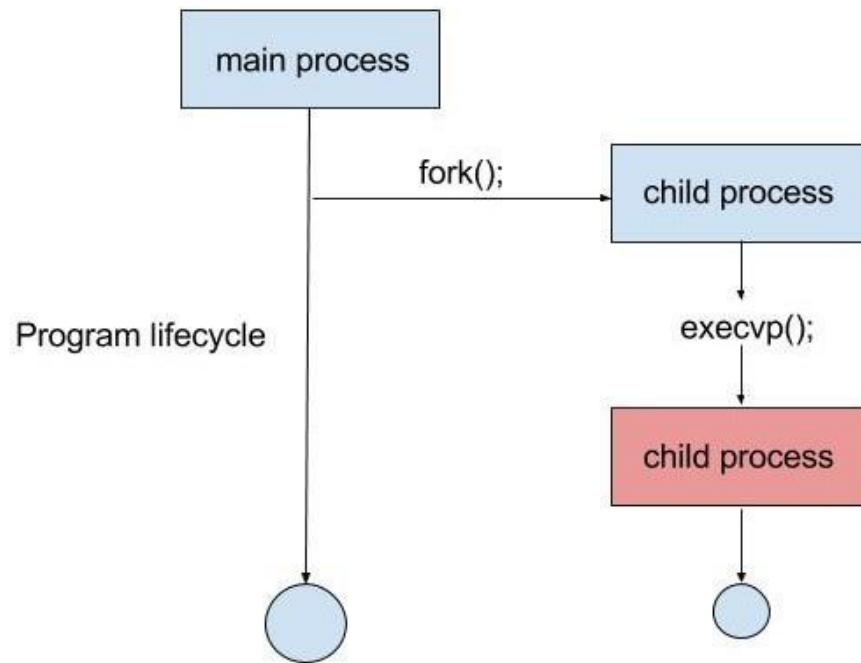 main process
fork();
child process
Program lifecycle
execvp();
child process